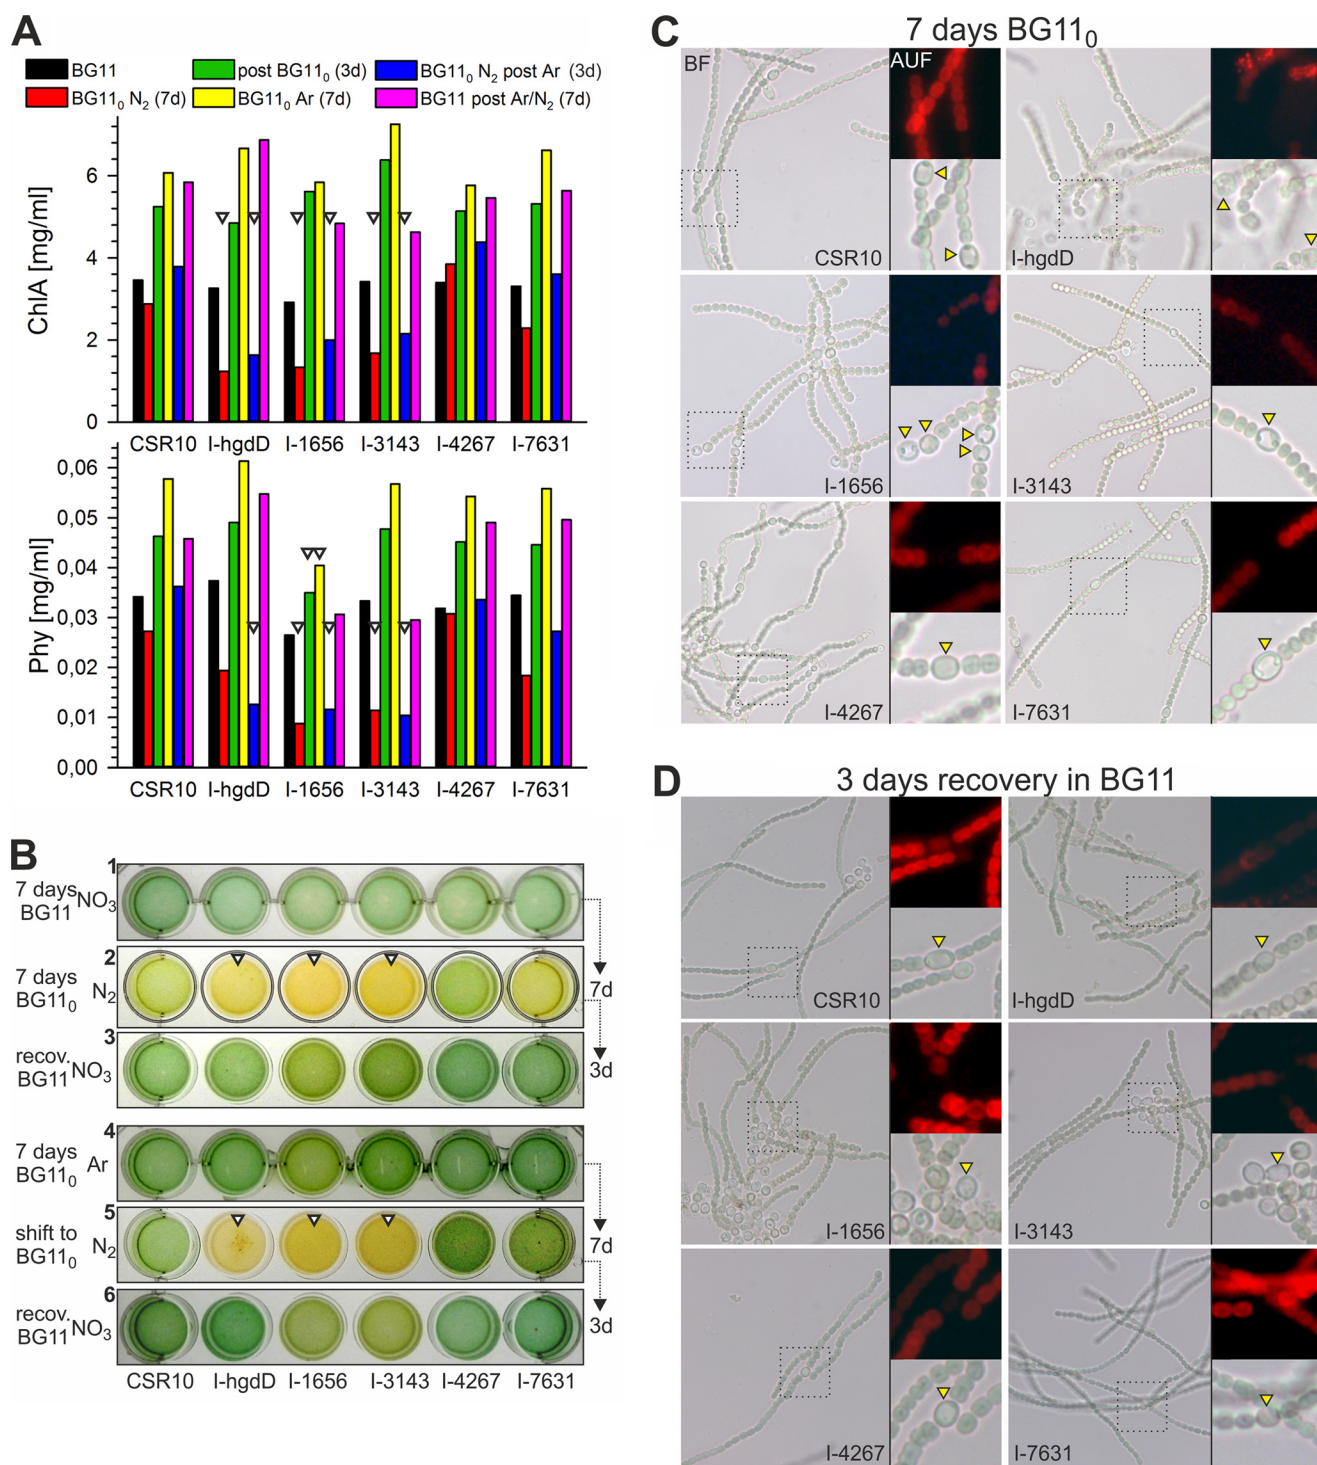 A
BG11
post BG11₀ (3d)
BG11₀ N₂ post Ar (3d)
BG11₀ N₂ (7d)
BG11₀ Ar (7d)
BG11 post Ar/N₂ (7d)
ChlA [mg/ml]
6
4
2
0
CSR10 I-hgdD I-1656 I-3143 I-4267 I-7631
Phy [mg/ml]
0,06
0,05
0,04
0,03
0,02
0,01
0,00
CSR10 I-hgdD I-1656 I-3143 I-4267 I-7631
B
1
7 days
BG11 NO₃
2
7 days
BG11₀ N₂
7d
3
recov.
BG11 NO₃
3d
4
7 days
BG11₀ Ar
5
shift to
BG11₀ N₂
7d
6
recov.
BG11 NO₃
3d
CSR10 I-hgdD I-1656 I-3143 I-4267 I-7631
C
7 days BG11₀
BF
AUF
CSR10
I-hgdD
I-1656
I-3143
I-4267
I-7631
D
3 days recovery in BG11
CSR10
I-hgdD
I-1656
I-3143
I-4267
I-7631